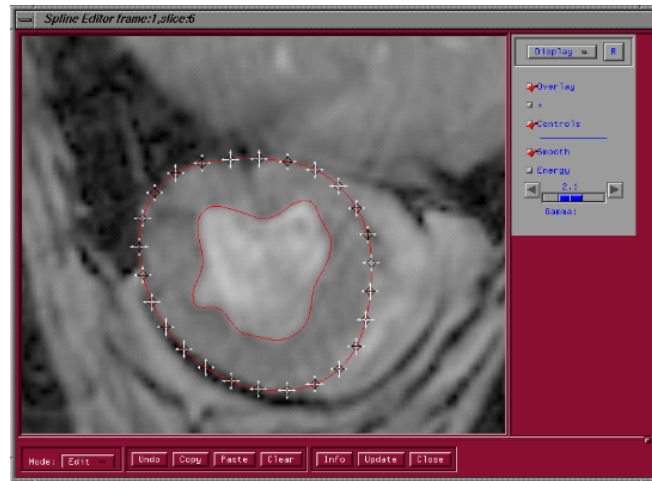 Spline Editor frame:1,slice:6
Display R
Overlay
+
Controls
Smooth
Energy
2.1
Gamma:
Mode: Edit Undo Copy Paste Clear Info Update Close